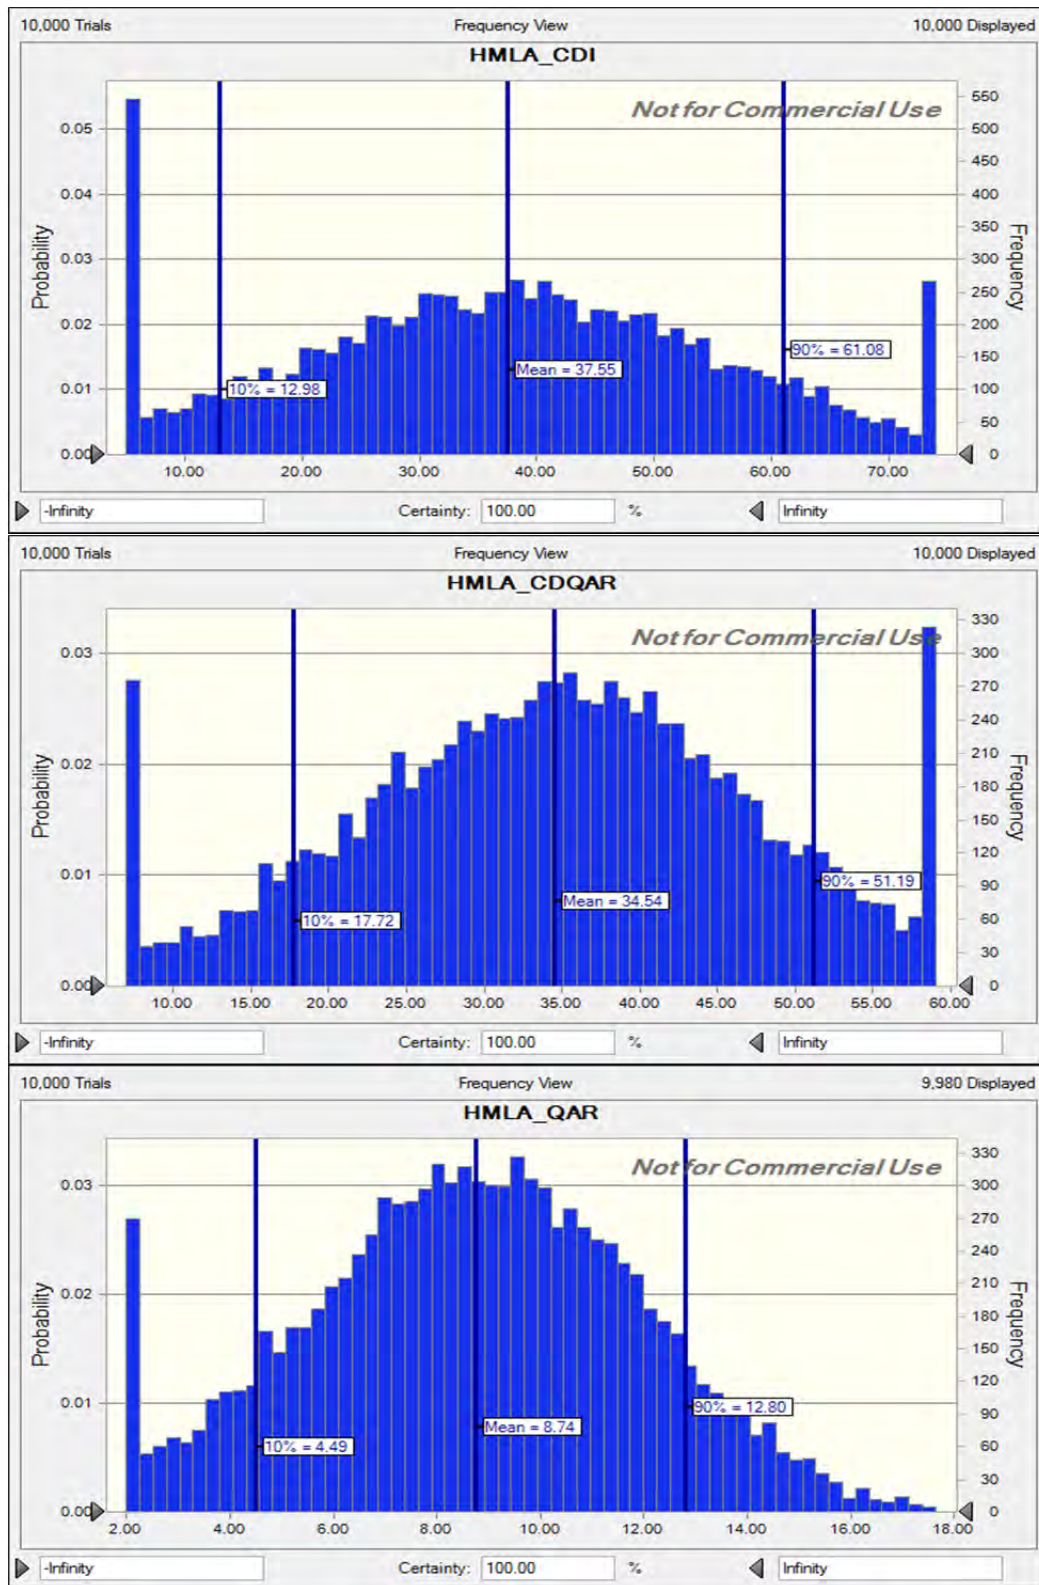 10,000 Trials Frequency View 10,000 Displayed
HMLA_CDI
Not for Commercial Use
0.05 0.04 0.03 0.02 0.01 0.00
Probability
550 500 450 400 350 300 250 200 150 100 50 0
Frequency
10% = 12.98
Mean = 37.55
90% = 61.08
10.00 20.00 30.00 40.00 50.00 60.00 70.00
-Infinity Certainty: 100.00 % Infinity
10,000 Trials Frequency View 10,000 Displayed
HMLA_CDQAR
Not for Commercial Use
0.03 0.02 0.01 0.00
Probability
330 300 270 240 210 180 150 120 90 60 30 0
Frequency
10% = 17.72
Mean = 34.54
90% = 51.19
10.00 15.00 20.00 25.00 30.00 35.00 40.00 45.00 50.00 55.00 60.00
-Infinity Certainty: 100.00 % Infinity
10,000 Trials Frequency View 9,980 Displayed
HMLA_QAR
Not for Commercial Use
0.03 0.02 0.01 0.00
Probability
330 300 270 240 210 180 150 120 90 60 30 0
Frequency
10% = 4.49
Mean = 8.74
90% = 12.80
2.00 4.00 6.00 8.00 10.00 12.00 14.00 16.00 18.00
-Infinity Certainty: 100.00 % Infinity